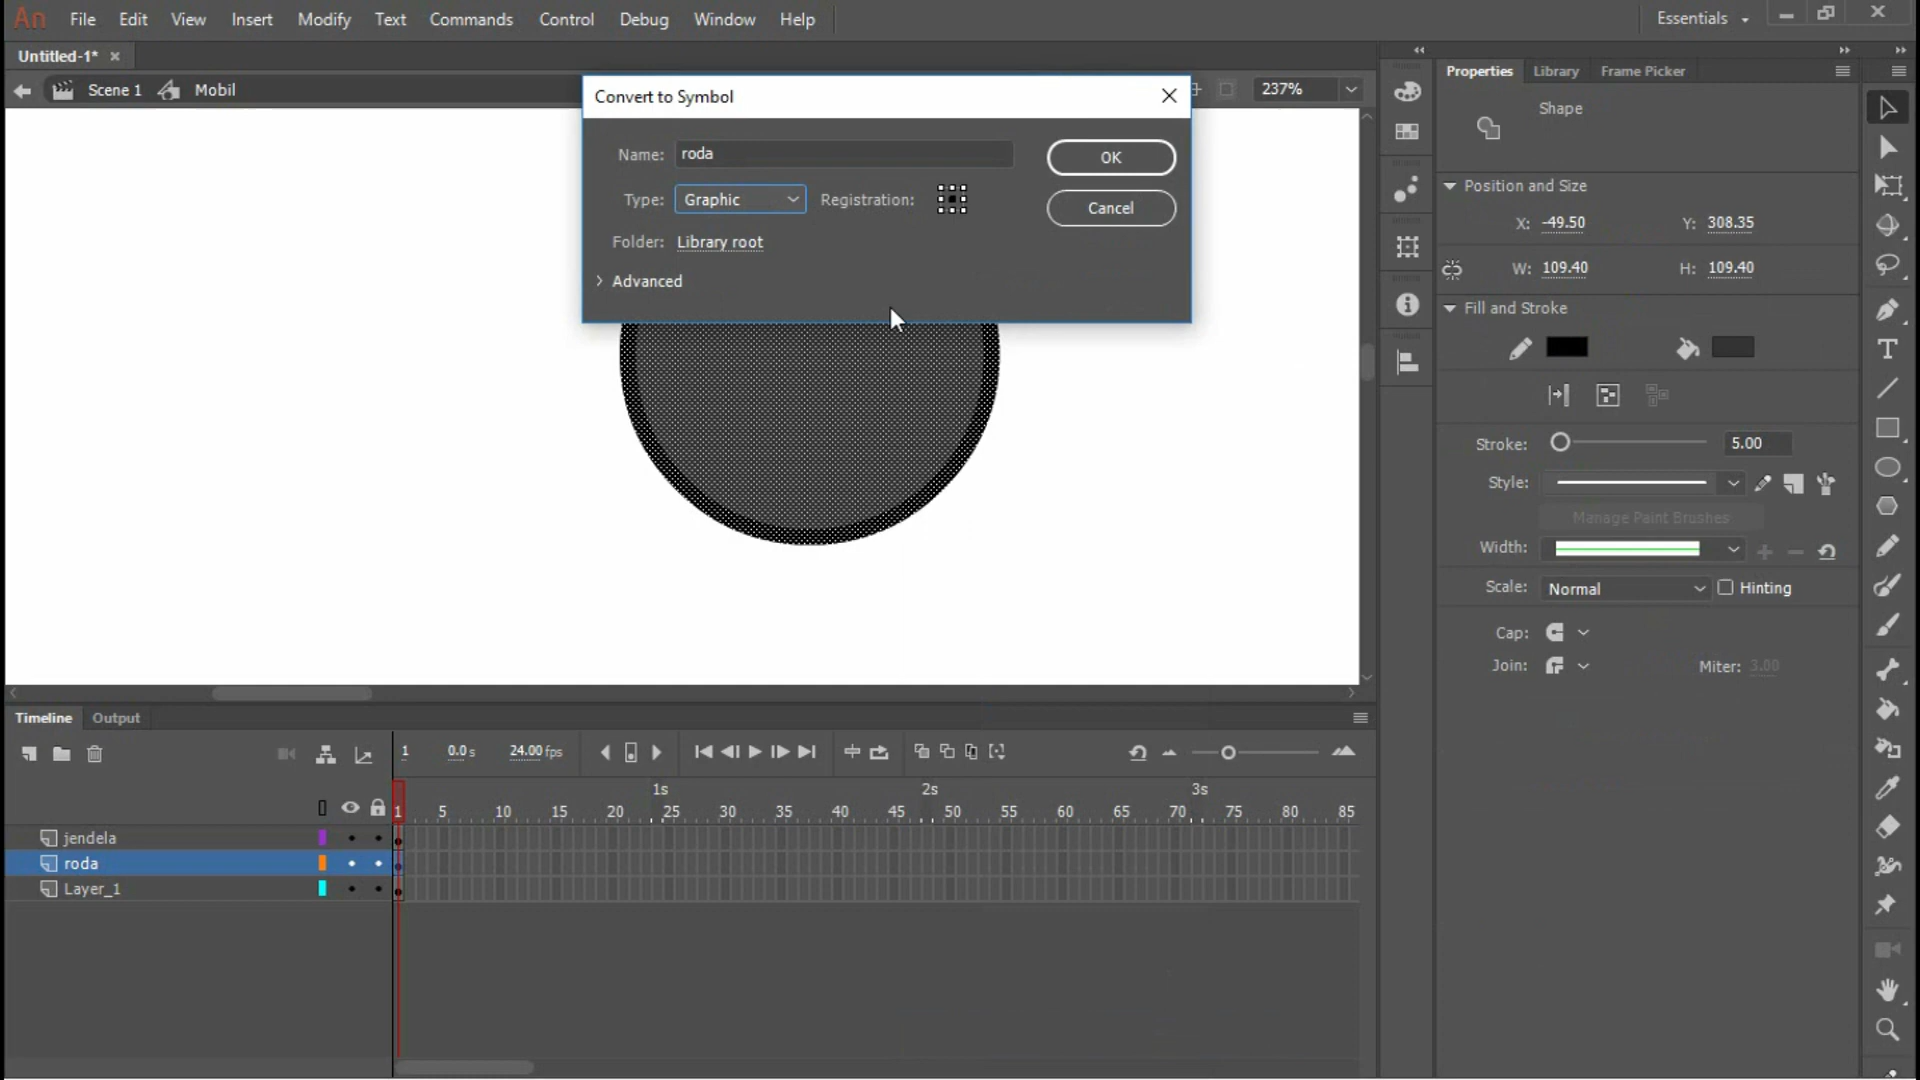 An File Edit View Insert Modify Text Commands Control Debug Window Help Essentials
Untitled-1*
Scene 1 Mobil 237%
Convert to Symbol
Name: roda OK
Type: Graphic Registration: Cancel
Folder: Library root
Advanced
Properties Library Frame Picker
Shape
Position and Size
X: -49.50 Y: 308.35
W: 109.40 H: 109.40
Fill and Stroke
Stroke: 5.00
Style:
Manage Paint Brushes
Width:
Scale: Normal Hinting
Cap:
Join: Miter: 3.00
Timeline Output
1 0.0 s 24.00 fps
1s 2s 3s
1 5 10 15 20 25 30 35 40 45 50 55 60 65 70 75 80 85
jendela
roda
Layer_1